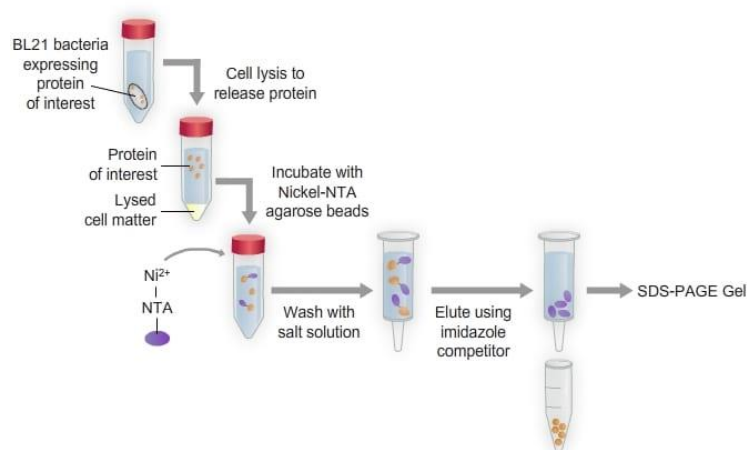 BL21 bacteria
expressing
protein
of interest
Cell lysis to
release protein
Protein
of interest
Lysed
cell matter
Incubate with
Nickel-NTA
agarose beads
Ni²⁺
NTA
Wash with
salt solution
Elute using
imidazole
competitor
SDS-PAGE Gel